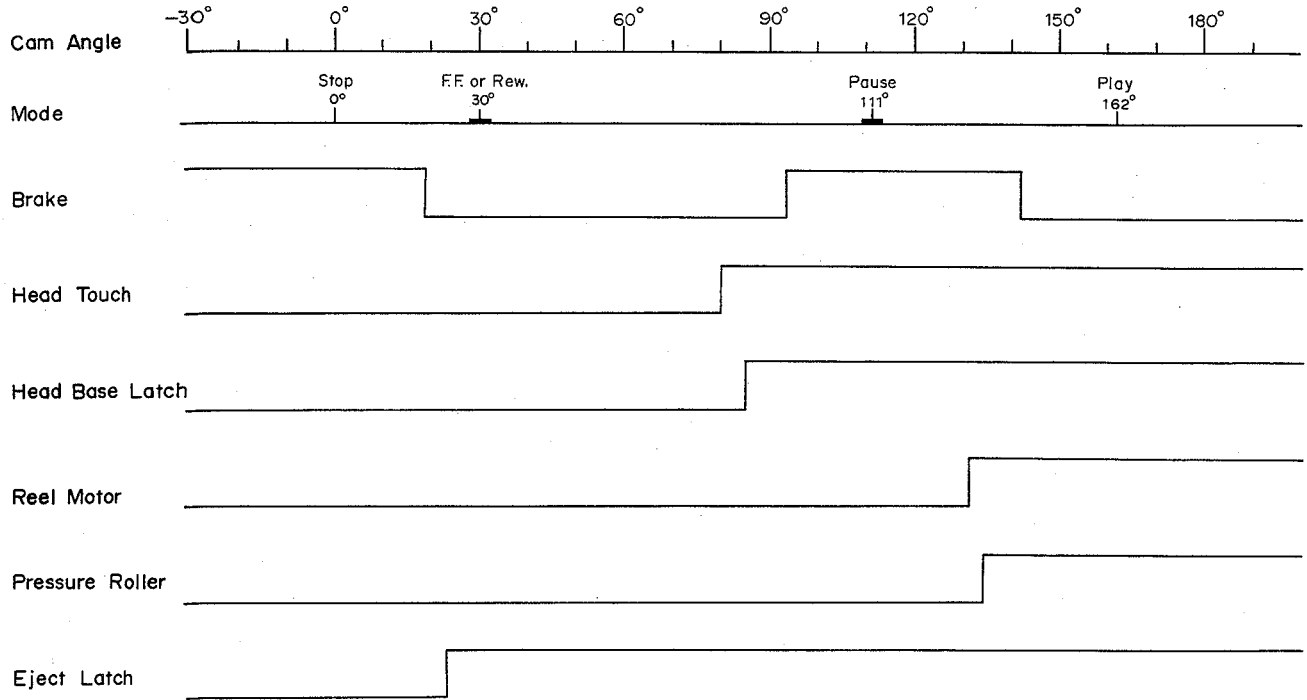 −30° 0° 30° 60° 90° 120° 150° 180°
Cam Angle
Stop F.F. or Rew. Pause Play
0° 30° 111° 162°
Mode
Brake
Head Touch
Head Base Latch
Reel Motor
Pressure Roller
Eject Latch